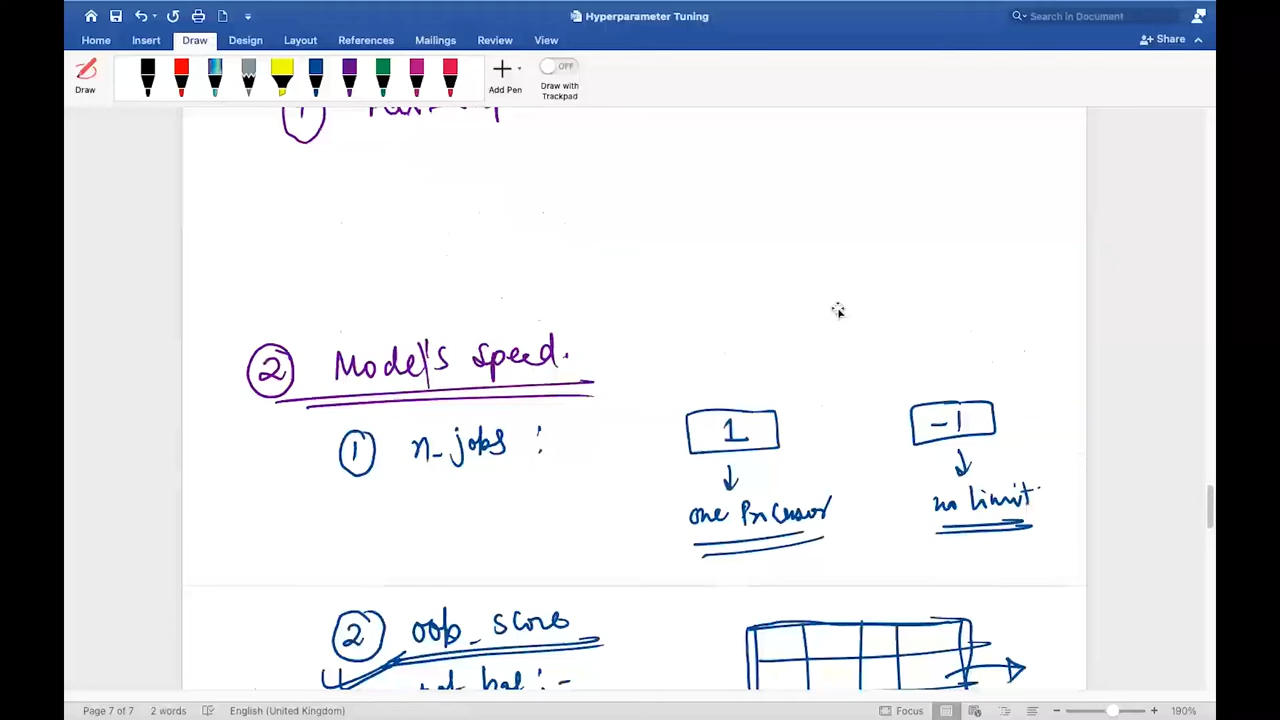 Hyperparameter Tuning
Search in Document
Home Insert Draw Design Layout References Mailings Review View
Share
Draw
Add Pen
OFF
Draw with
Trackpad
② Model's speed.
① n_jobs :
1
-1
one Processor
no limit
② oob_score
Page 7 of 7 2 words English (United Kingdom) Focus 190%